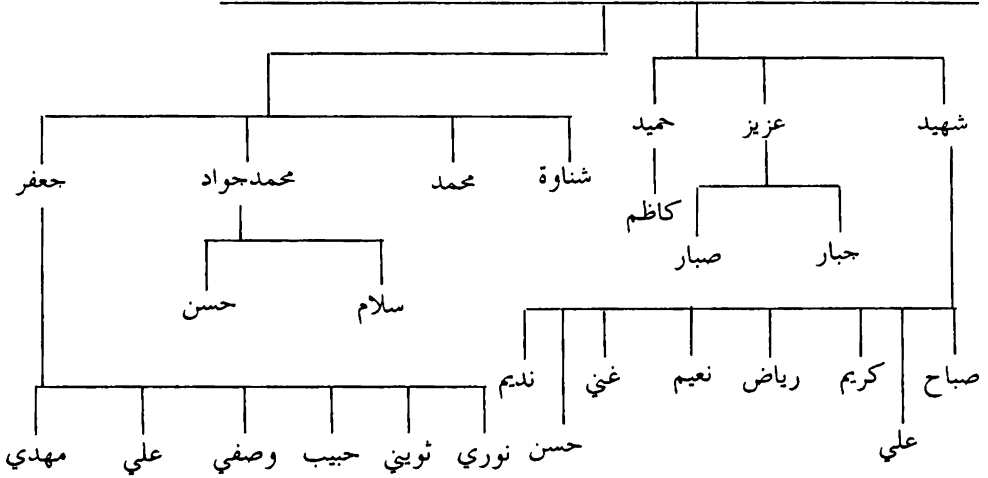 شهيد عزيز حميد
شناوة محمد محمدجواد جعفر
كاظم
جبار صبار
سلام حسن
صباح كريم رياض نعيم غني نديم
علي حسن نوري ثويني حبيب وصفي علي مهدي